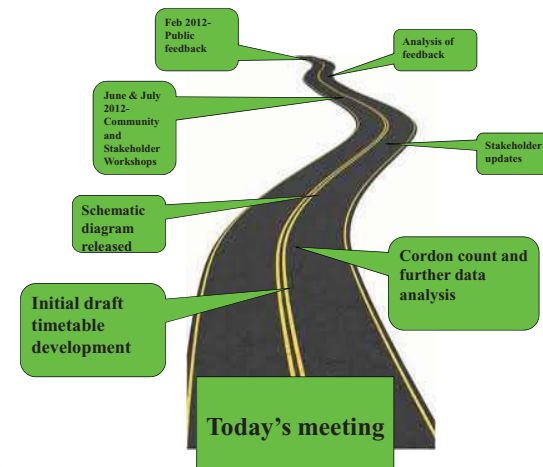 Feb 2012-
Public
feedback
Analysis of
feedback
June & July
2012-
Community
and
Stakeholder
Workshops
Stakeholder
updates
Schematic
diagram
released
Cordon count and
further data
analysis
Initial draft
timetable
development
Today’s meeting